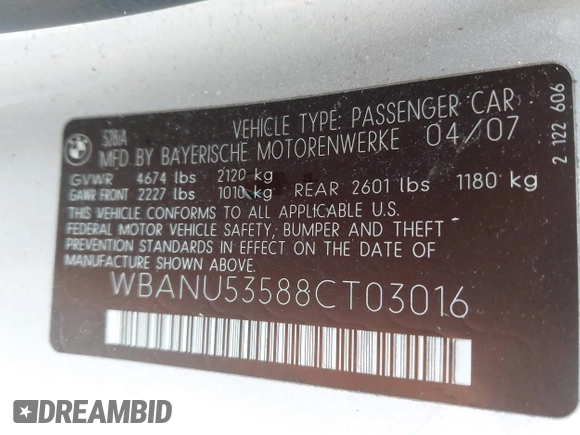 528iA VEHICLE TYPE: PASSENGER CAR
MFD BY BAYERISCHE MOTORENWERKE 04/07
GVWR 4674 lbs 2120 kg
GAWR FRONT 2227 lbs 1010 kg REAR 2601 lbs 1180 kg
THIS VEHICLE CONFORMS TO ALL APPLICABLE U.S.
FEDERAL MOTOR VEHICLE SAFETY, BUMPER AND THEFT
PREVENTION STANDARDS IN EFFECT ON THE DATE OF
MANUFACTURE SHOWN ABOVE.
WBANU53588CT03016
2 122 606
DREAMBID